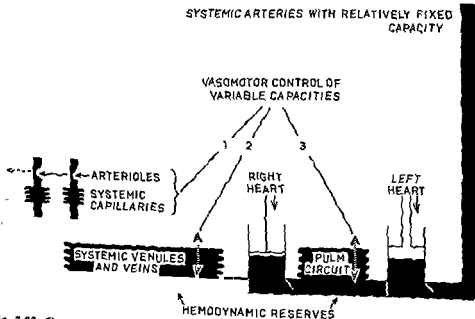 SYSTEMIC ARTERIES WITH RELATIVELY FIXED
CAPACITY
VASOMOTOR CONTROL OF
VARIABLE CAPACITIES
1
2
3
ARTERIOLES
SYSTEMIC
CAPILLARIES
RIGHT
HEART
LEFT
HEART
SYSTEMIC VENULES
AND VEINS
PULM
CIRCUIT
HEMODYNAMIC RESERVES